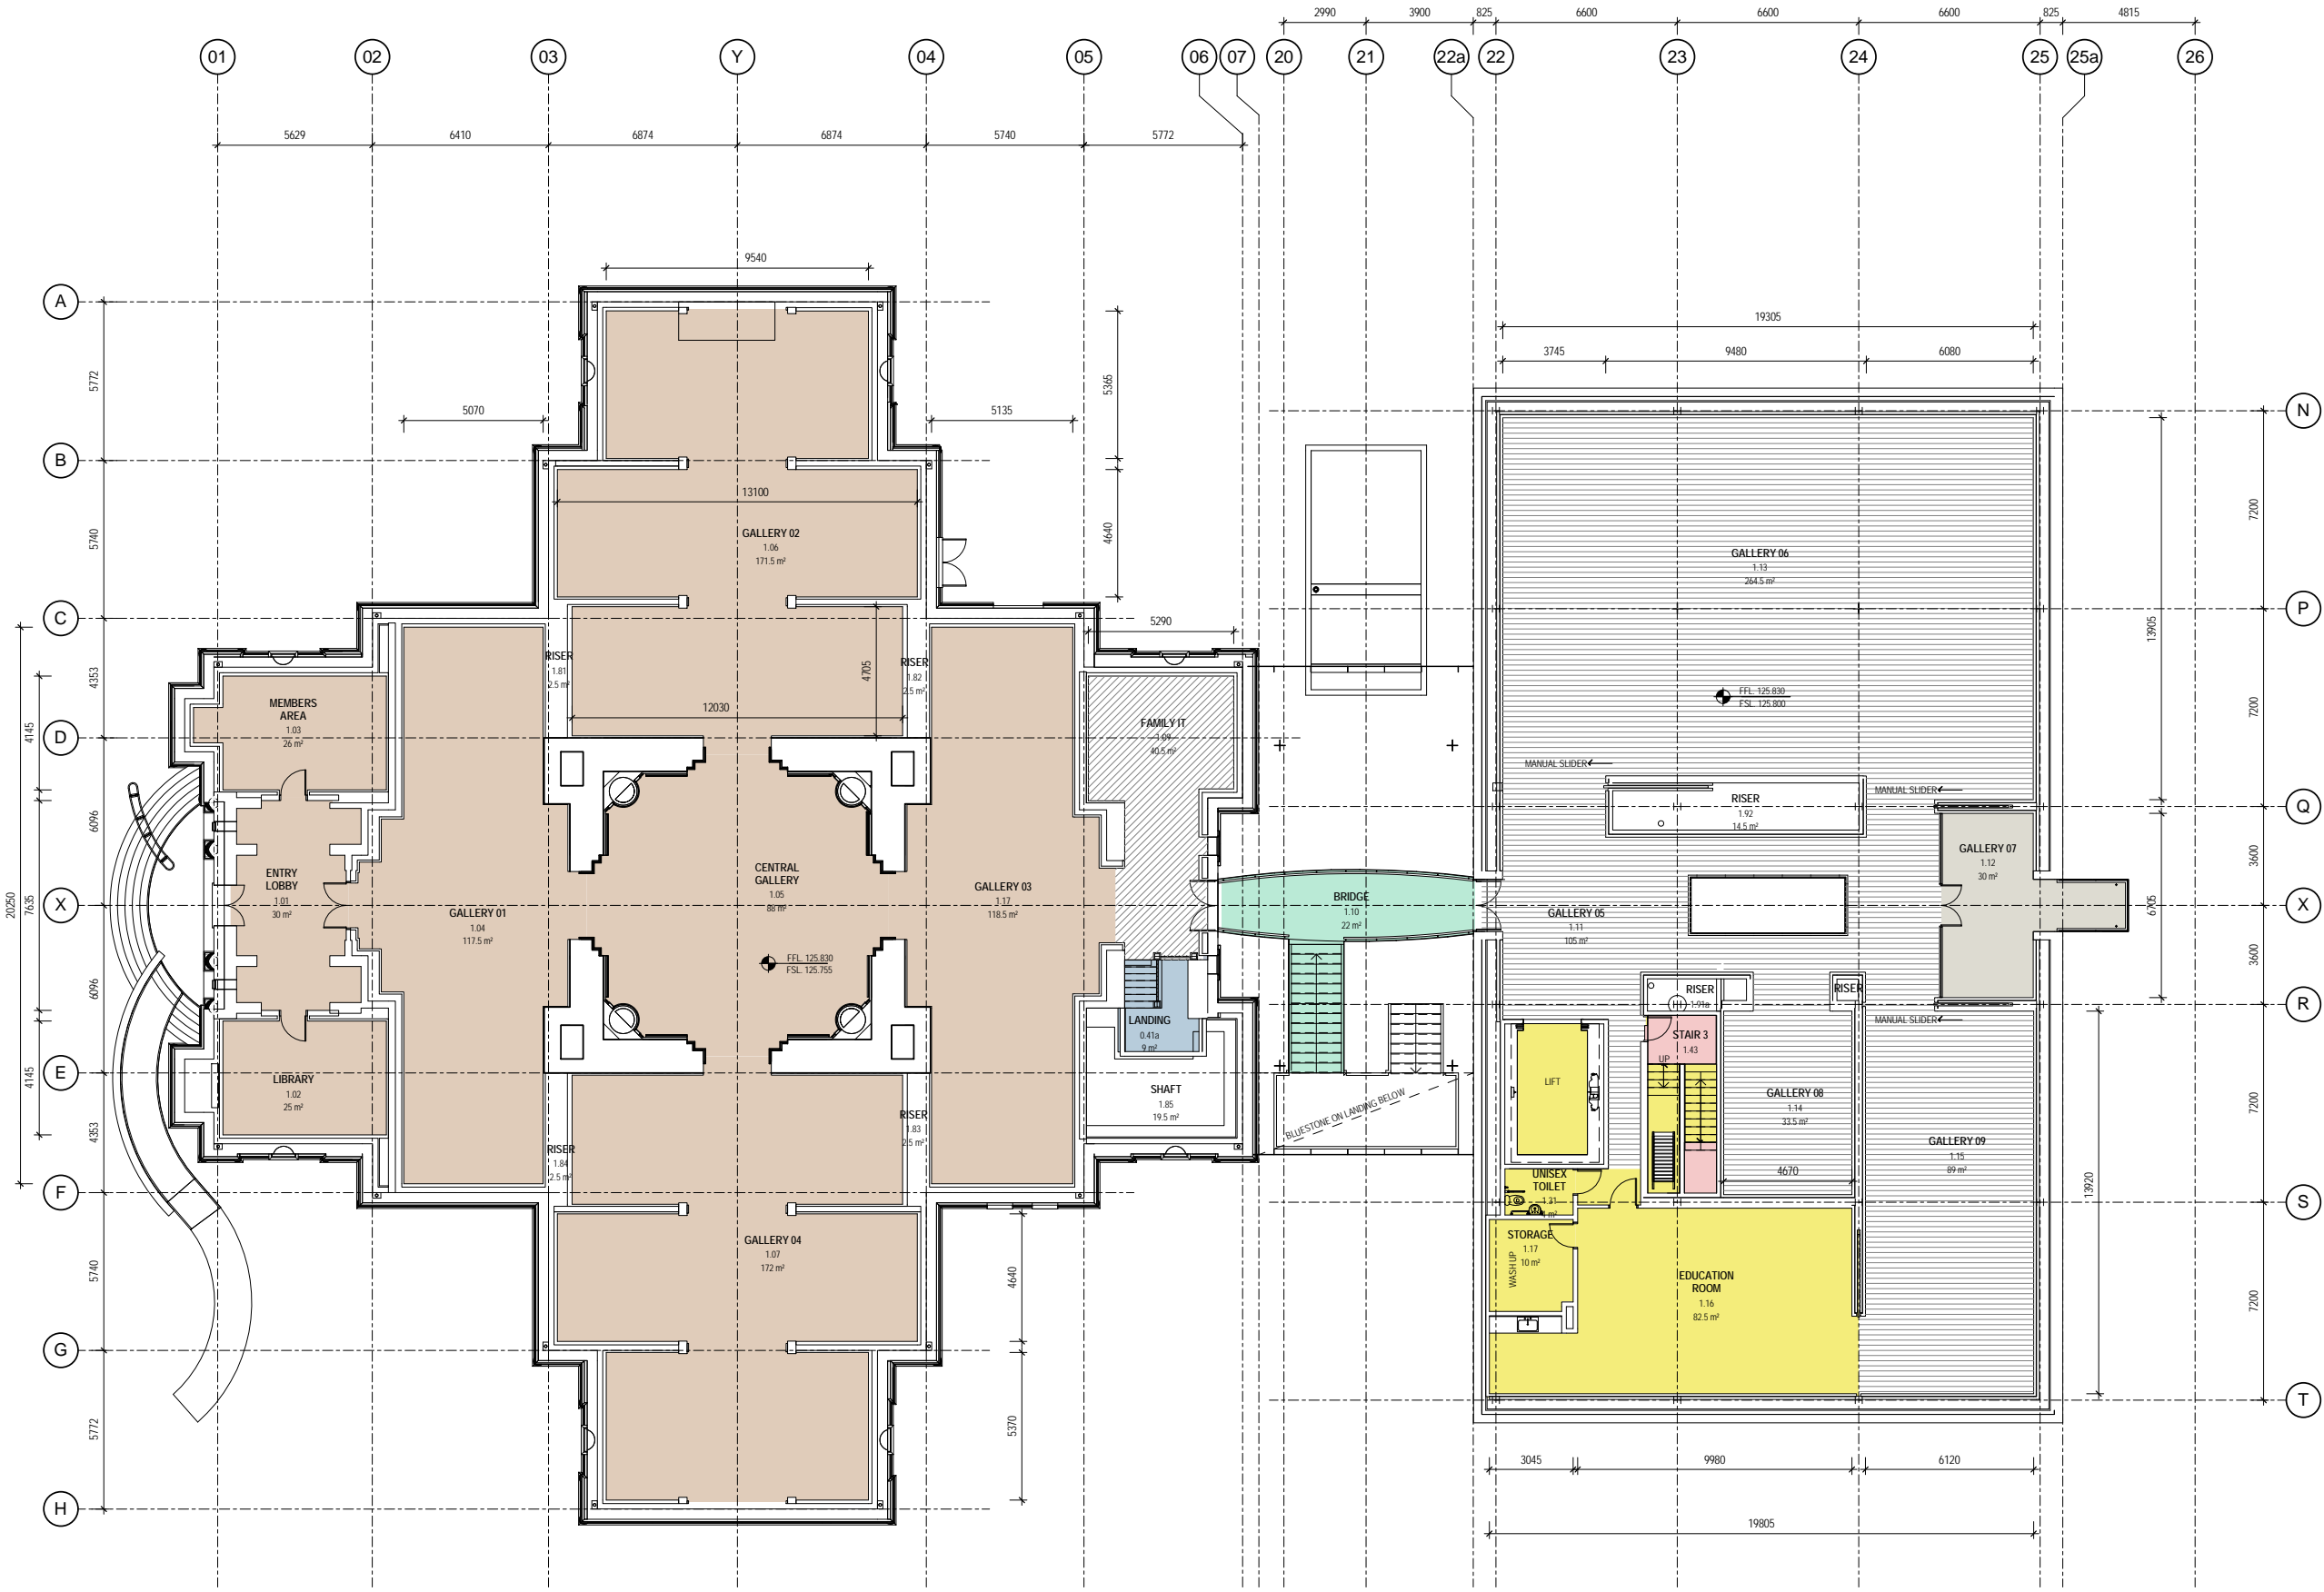 2990 3900 825 6600 6600 6600 825 4815
01 02 03 Y 04 05 06 07 20 21 22a 22 23 24 25 25a 26
5629 6410 6874 6874 5740 5772
9540
A
19305
3745 9480 6080
5772
5365
5070
5135
N
B
13100
5740
4640
7200
GALLERY 02
1.06
171.5 m²
GALLERY 06
1.13
264.5 m²
C
P
5290
4705
13905
20250
4353
4145
RISER
1.81
2.5 m²
RISER
1.82
2.5 m²
MEMBERS
AREA
1.03
26 m²
12030
FAMILY IT
1.09
40.5 m²
FFL. 125.830
FSL. 125.800
7200
D
MANUAL SLIDER
MANUAL SLIDER
RISER
1.92
14.5 m²
Q
6096
7635
ENTRY
LOBBY
1.01
30 m²
CENTRAL
GALLERY
1.05
88 m²
GALLERY 07
1.12
30 m²
3600
GALLERY 03
1.17
118.5 m²
BRIDGE
1.10
22 m²
X
X
GALLERY 01
1.04
117.5 m²
GALLERY 05
1.11
105 m²
6705
FFL. 125.830
FSL. 125.755
3600
6096
RISER
1.91a
RISER
R
LANDING
0.41a
9 m²
STAIR 3
1.43
MANUAL SLIDER
UP
E
4145
LIBRARY
1.02
25 m²
SHAFT
1.85
19.5 m²
LIFT
GALLERY 08
1.14
33.5 m²
7200
BLUESTONE ON LANDING BELOW
4353
RISER
1.83
2.5 m²
RISER
1.84
2.5 m²
GALLERY 09
1.15
89 m²
4670
13920
UNISEX
TOILET
1.31
F
S
GALLERY 04
1.07
172 m²
STORAGE
1.17
10 m²
WASH UP
5740
4640
EDUCATION
ROOM
1.16
82.5 m²
7200
G
T
5772
5370
3045 9980 6120
H
19805